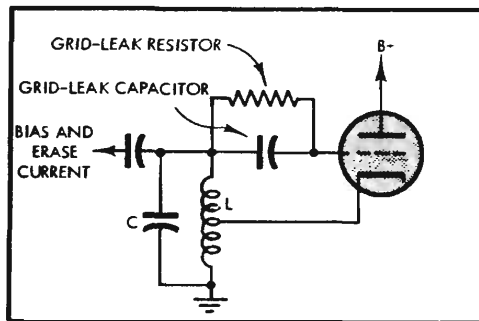 GRID-LEAK RESISTOR
B+
GRID-LEAK CAPACITOR
BIAS AND
ERASE
CURRENT
C
L